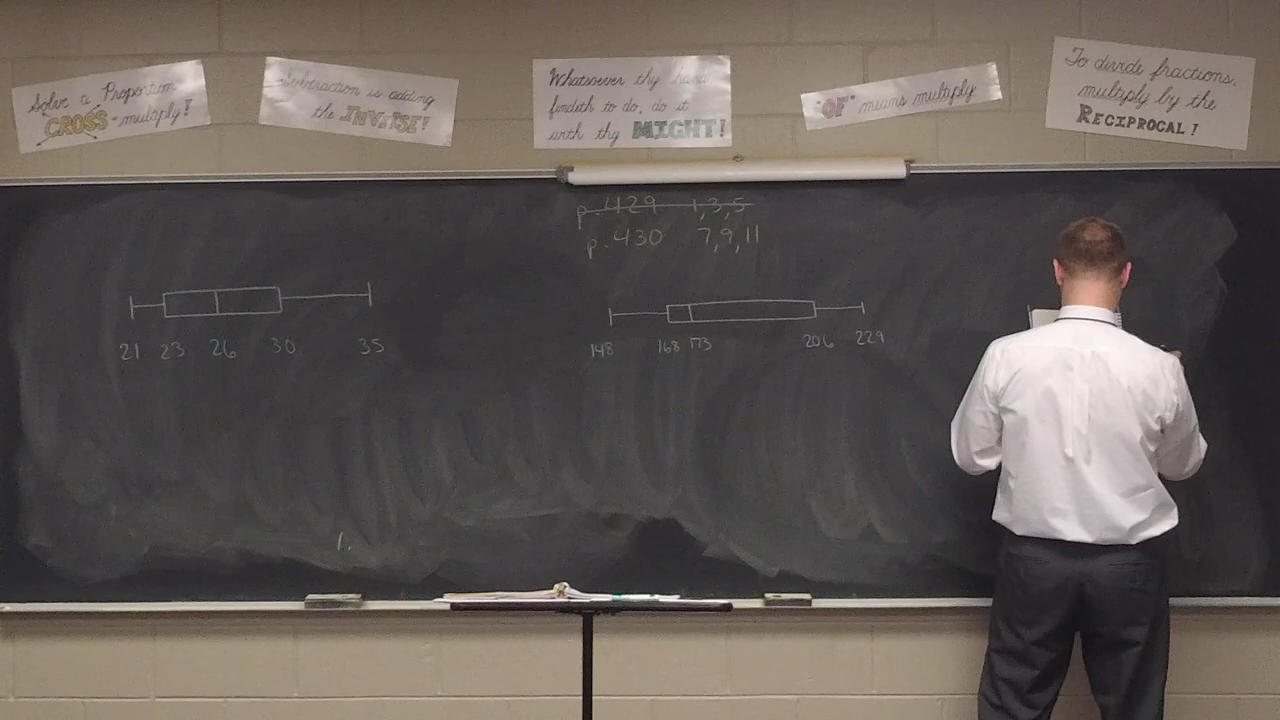 Solve a Proportion
CROSS-multiply!
Subtraction is adding
the INVERSE!
Whatsoever thy hand
findeth to do, do it
with thy MIGHT!
"OF" means multiply
To divide fractions,
multiply by the
RECIPROCAL!
p. 429 1,3,5
p. 430 7,9,11
21 23 26 30 35
148 168 173 206 229
1.